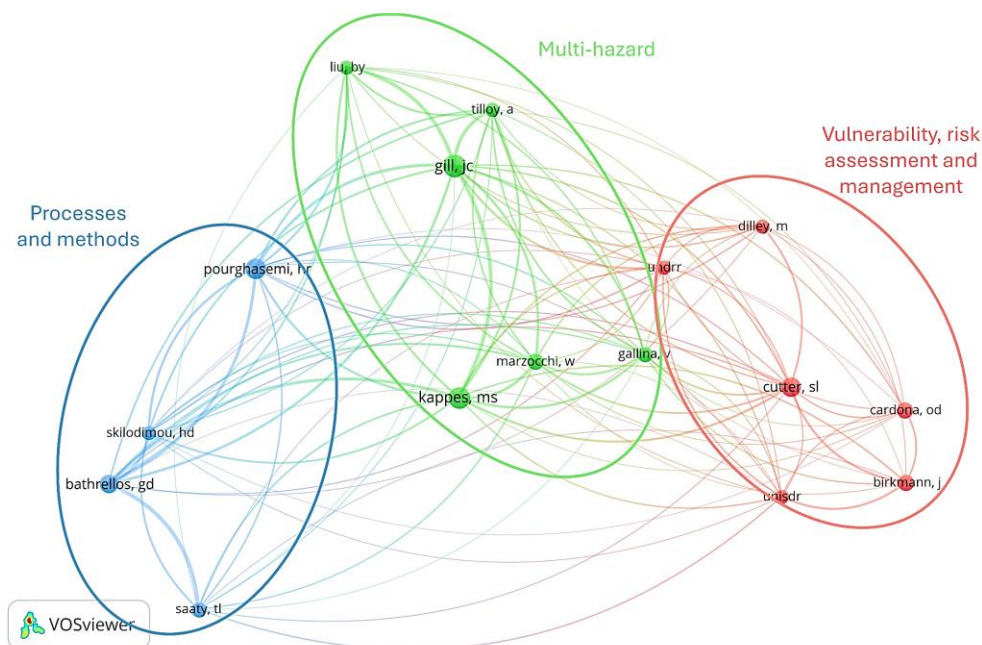 Multi-hazard
liu, by
tilloy, a
gill, jc
Vulnerability, risk
assessment and
management
Processes
and methods
dilley, m
pourghasemi, hr
undrr
marzocchi, w
gallina, v
kappes, ms
cutter, sl
cardona, od
skilodimou, hd
bathrellos, gd
birkmann, j
unisdr
saaty, tl
VOSviewer